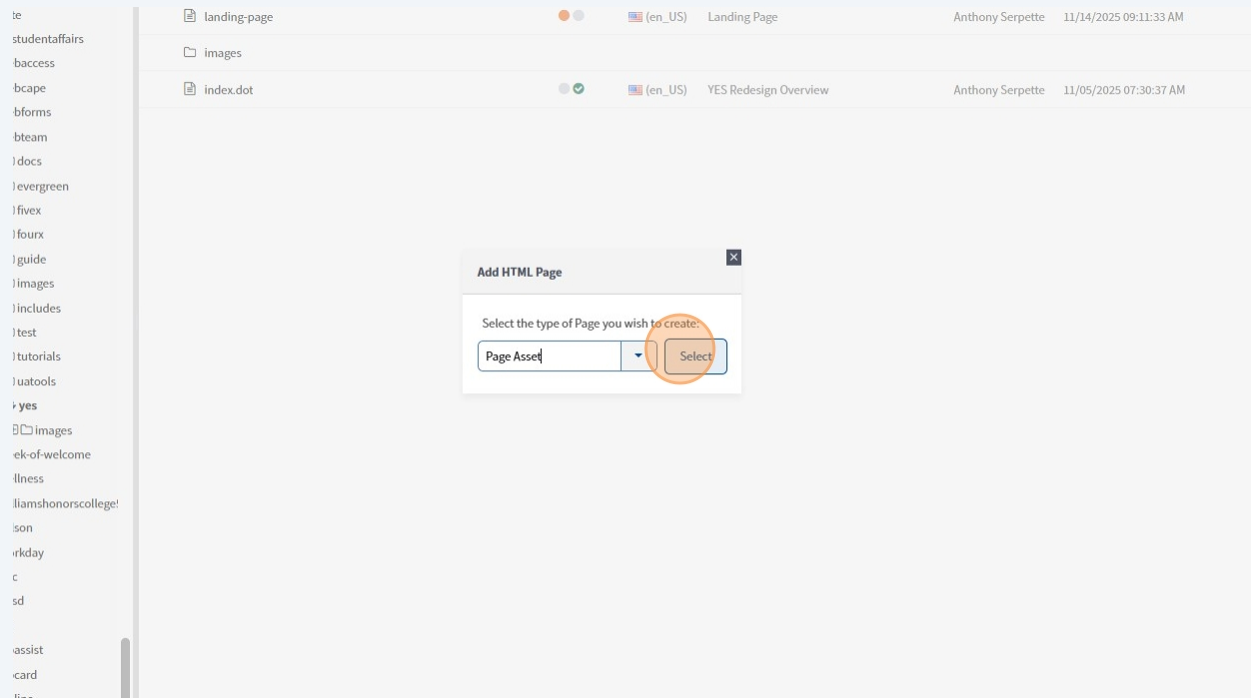 te
landing-page (en_US) Landing Page Anthony Serpette 11/14/2025 09:11:33 AM
studentaffairs
images
baccess
bcape
index.dot (en_US) YES Redesign Overview Anthony Serpette 11/05/2025 07:30:37 AM
bforms
bteam
docs
evergreen
fivex
fourx
guide
images
includes
test
tutorials
uatools
yes
images
ek-of-welcome
llness
lliamshonorscollege
lson
rkday
c
sd
assist
card
Add HTML Page
Select the type of Page you wish to create:
Page Asset Select